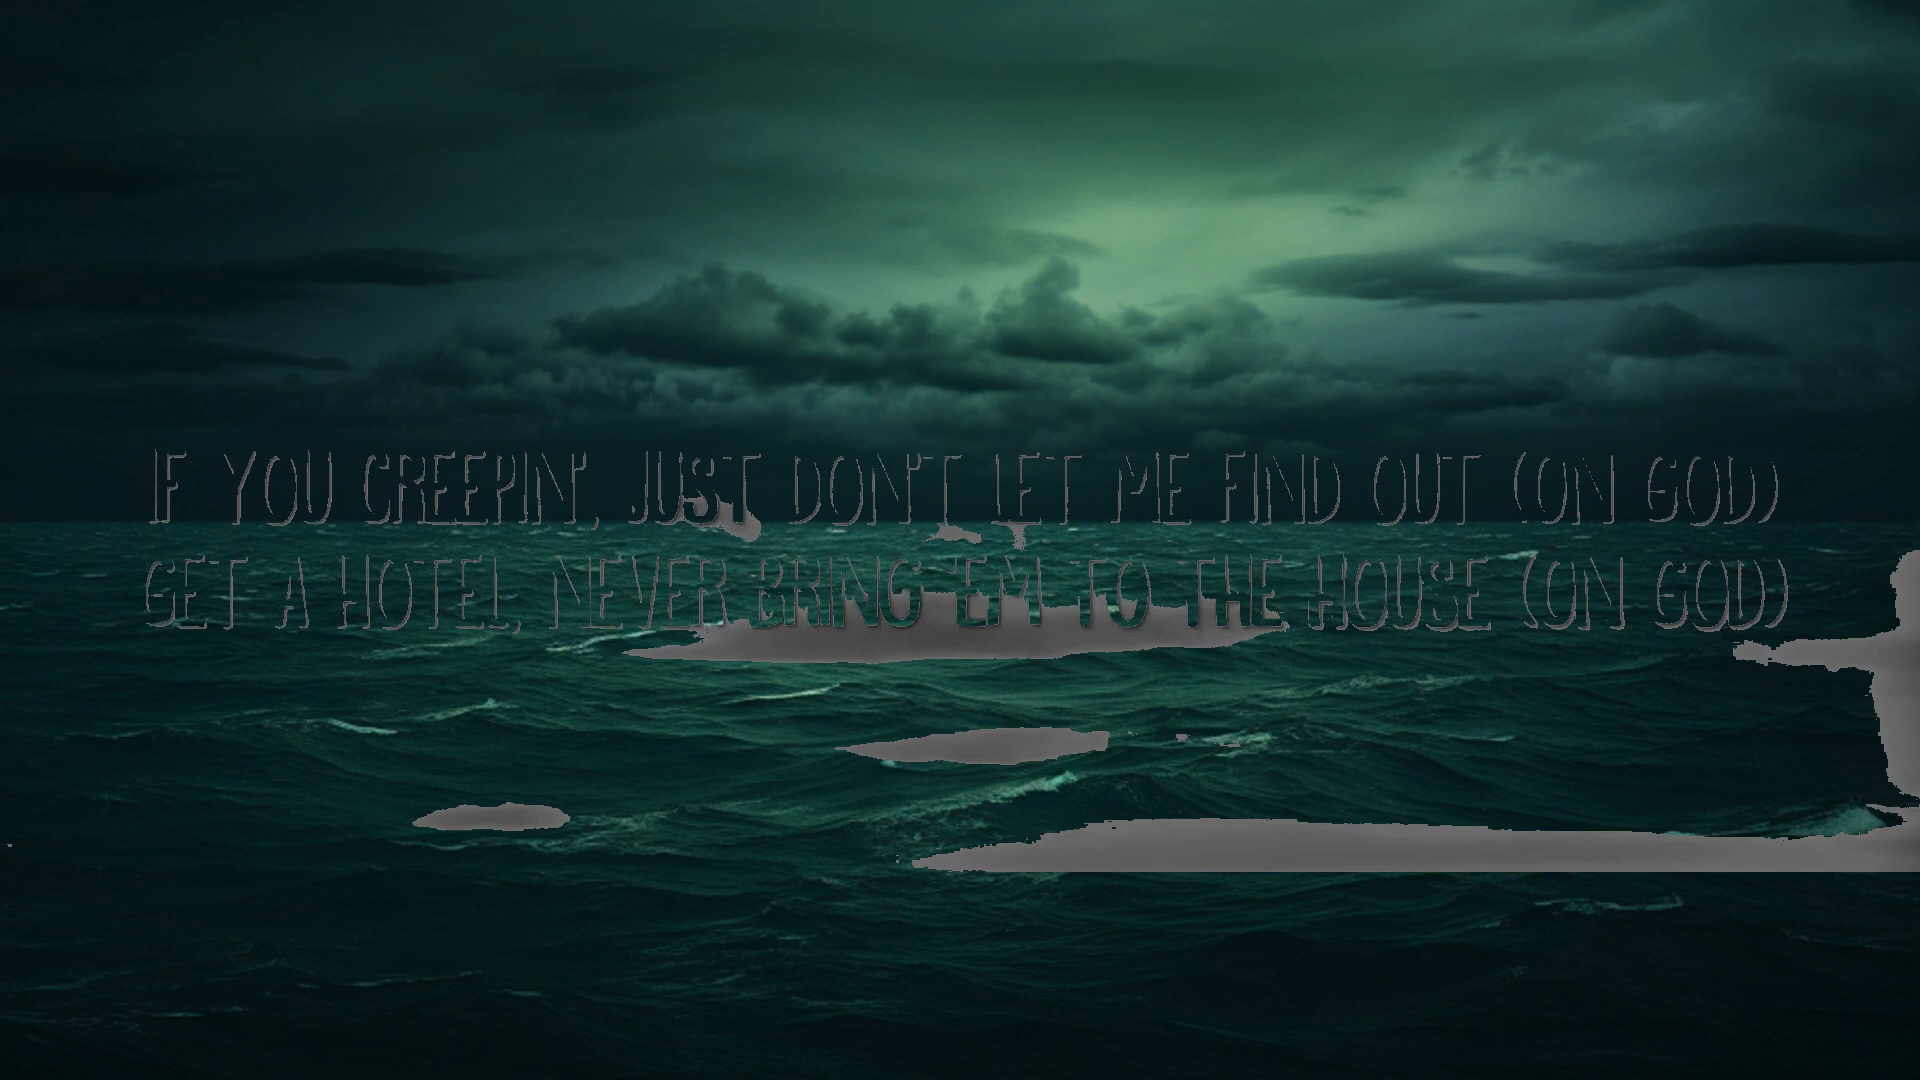 IF YOU CREEPIN', JUST DON'T LET ME FIND OUT (ON GOD)
GET A HOTEL, NEVER BRING 'EM TO THE HOUSE (ON GOD)